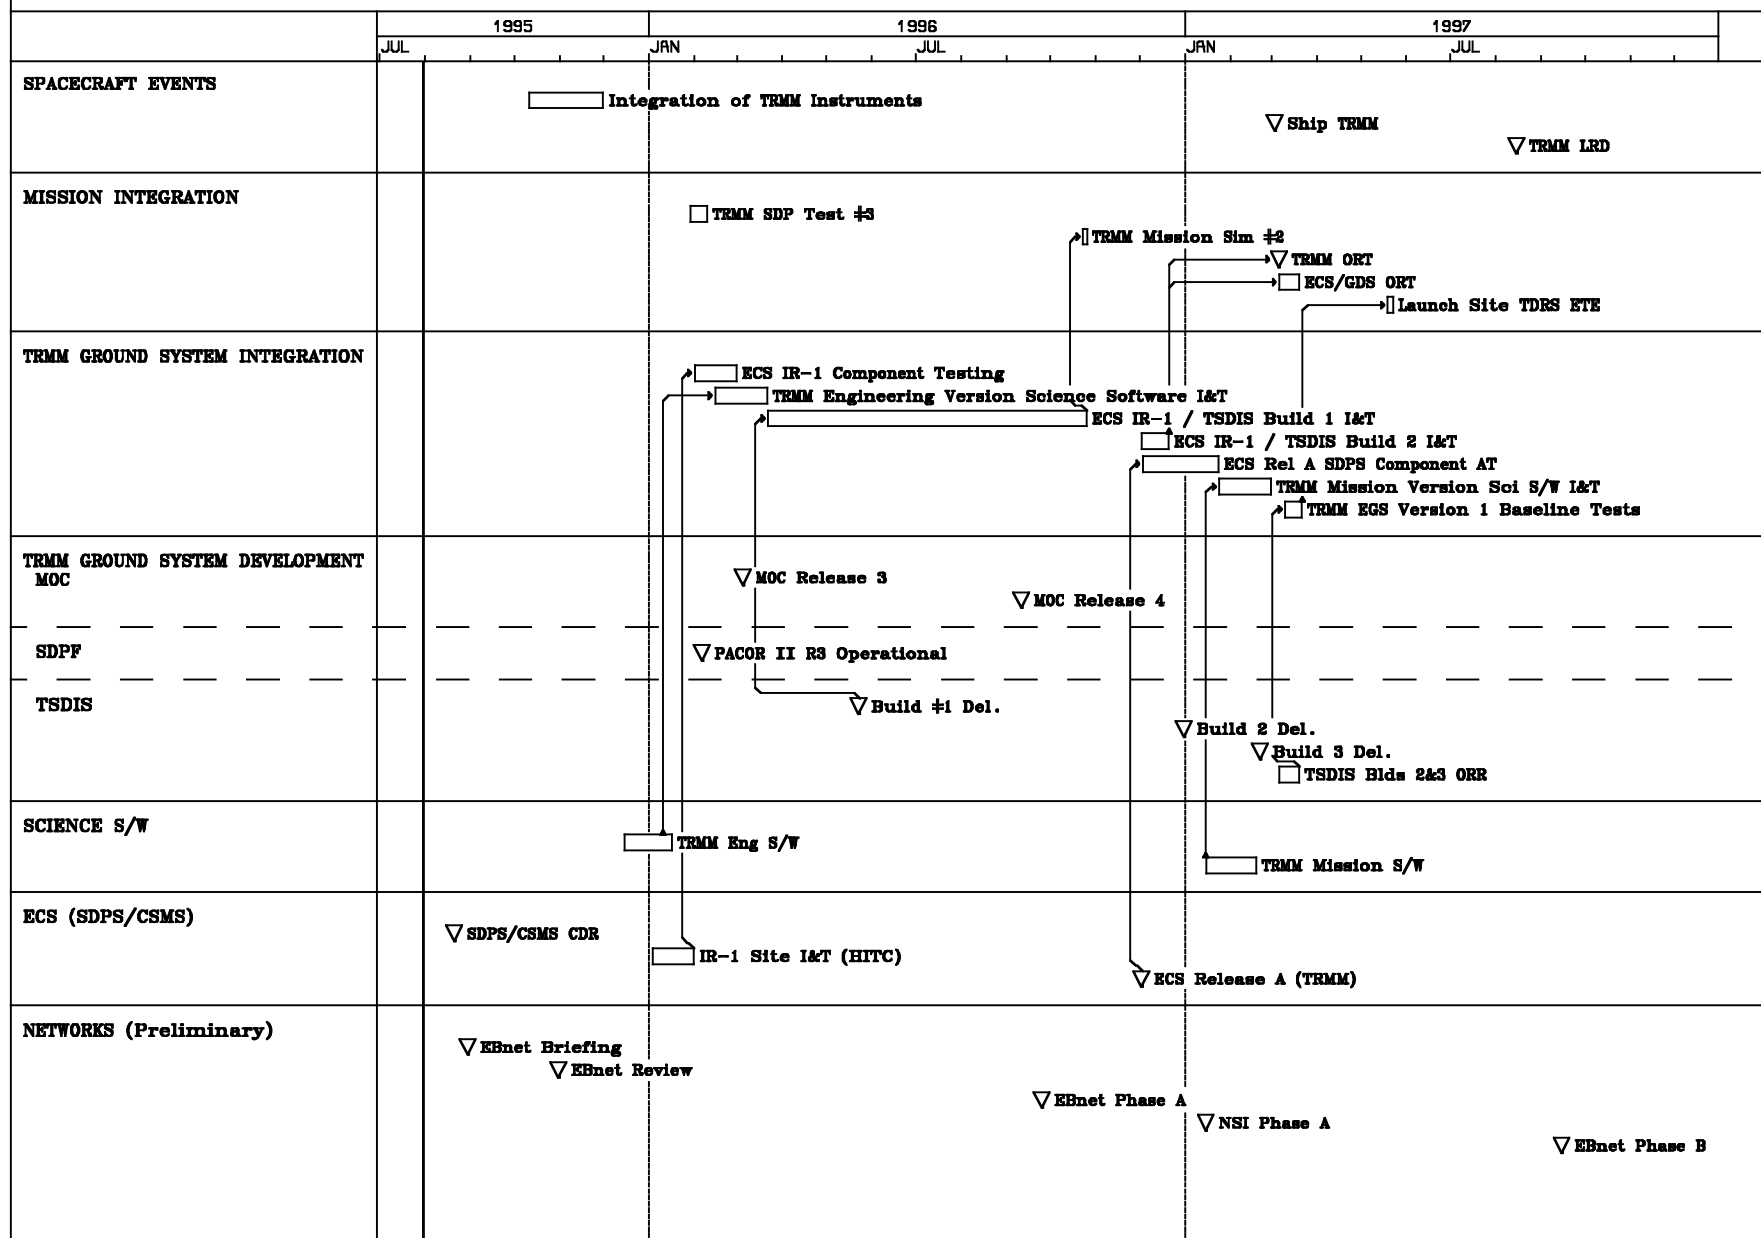 1995 1996 1997
JUL JAN JUL JAN JUL
SPACECRAFT EVENTS
Integration of TRMM Instruments
Ship TRMM
TRMM LRD
MISSION INTEGRATION
TRMM SDP Test #3
TRMM Mission Sim #2
TRMM ORT
ECS/GDS ORT
Launch Site TDRS ETE
TRMM GROUND SYSTEM INTEGRATION
ECS IR-1 Component Testing
TRMM Engineering Version Science Software I&T
ECS IR-1 / TSDIS Build 1 I&T
ECS IR-1 / TSDIS Build 2 I&T
ECS Rel A SDPS Component AT
TRMM Mission Version Sci S/W I&T
TRMM EGS Version 1 Baseline Tests
TRMM GROUND SYSTEM DEVELOPMENT
MOC
MOC Release 3
MOC Release 4
SDPF
PACOR II R3 Operational
TSDIS
Build #1 Del.
Build 2 Del.
Build 3 Del.
TSDIS Blds 2&3 ORR
SCIENCE S/W
TRMM Eng S/W
TRMM Mission S/W
ECS (SDPS/CSMS)
SDPS/CSMS CDR
IR-1 Site I&T (HITC)
ECS Release A (TRMM)
NETWORKS (Preliminary)
EBnet Briefing
EBnet Review
EBnet Phase A
NSI Phase A
EBnet Phase B